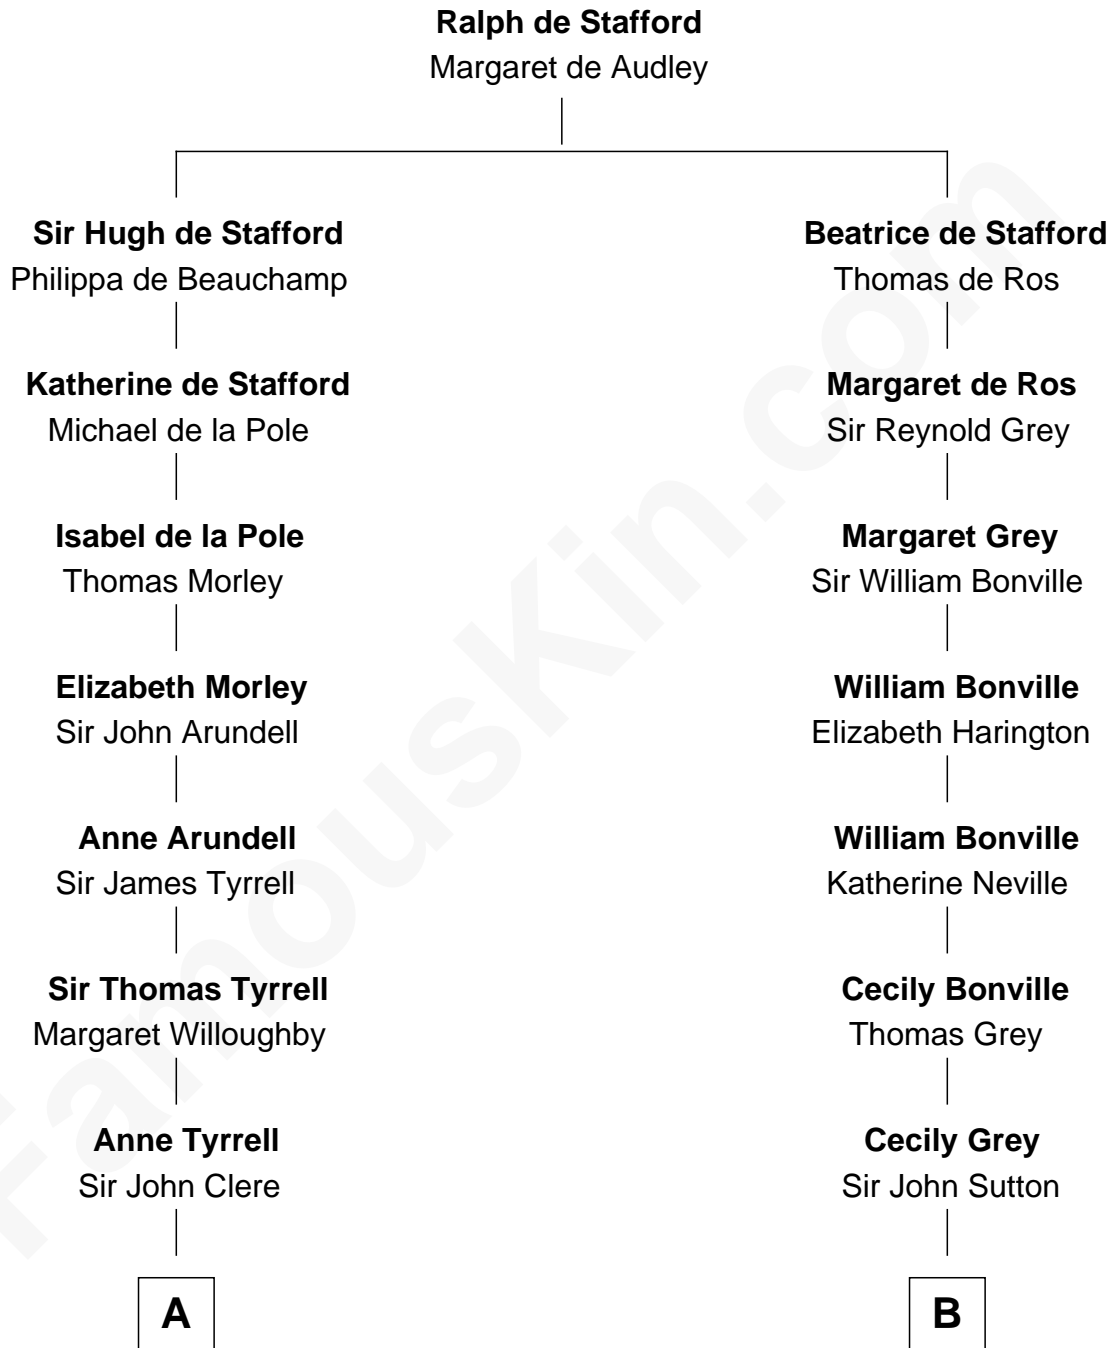 Ralph de Stafford
Margaret de Audley
Sir Hugh de Stafford
Philippa de Beauchamp
Beatrice de Stafford
Thomas de Ros
Katherine de Stafford
Michael de la Pole
Margaret de Ros
Sir Reynold Grey
Isabel de la Pole
Thomas Morley
Margaret Grey
Sir William Bonville
Elizabeth Morley
Sir John Arundell
William Bonville
Elizabeth Harington
Anne Arundell
Sir James Tyrrell
William Bonville
Katherine Neville
Sir Thomas Tyrrell
Margaret Willoughby
Cecily Bonville
Thomas Grey
Anne Tyrrell
Sir John Clere
Cecily Grey
Sir John Sutton
A
B
FamousKin.com